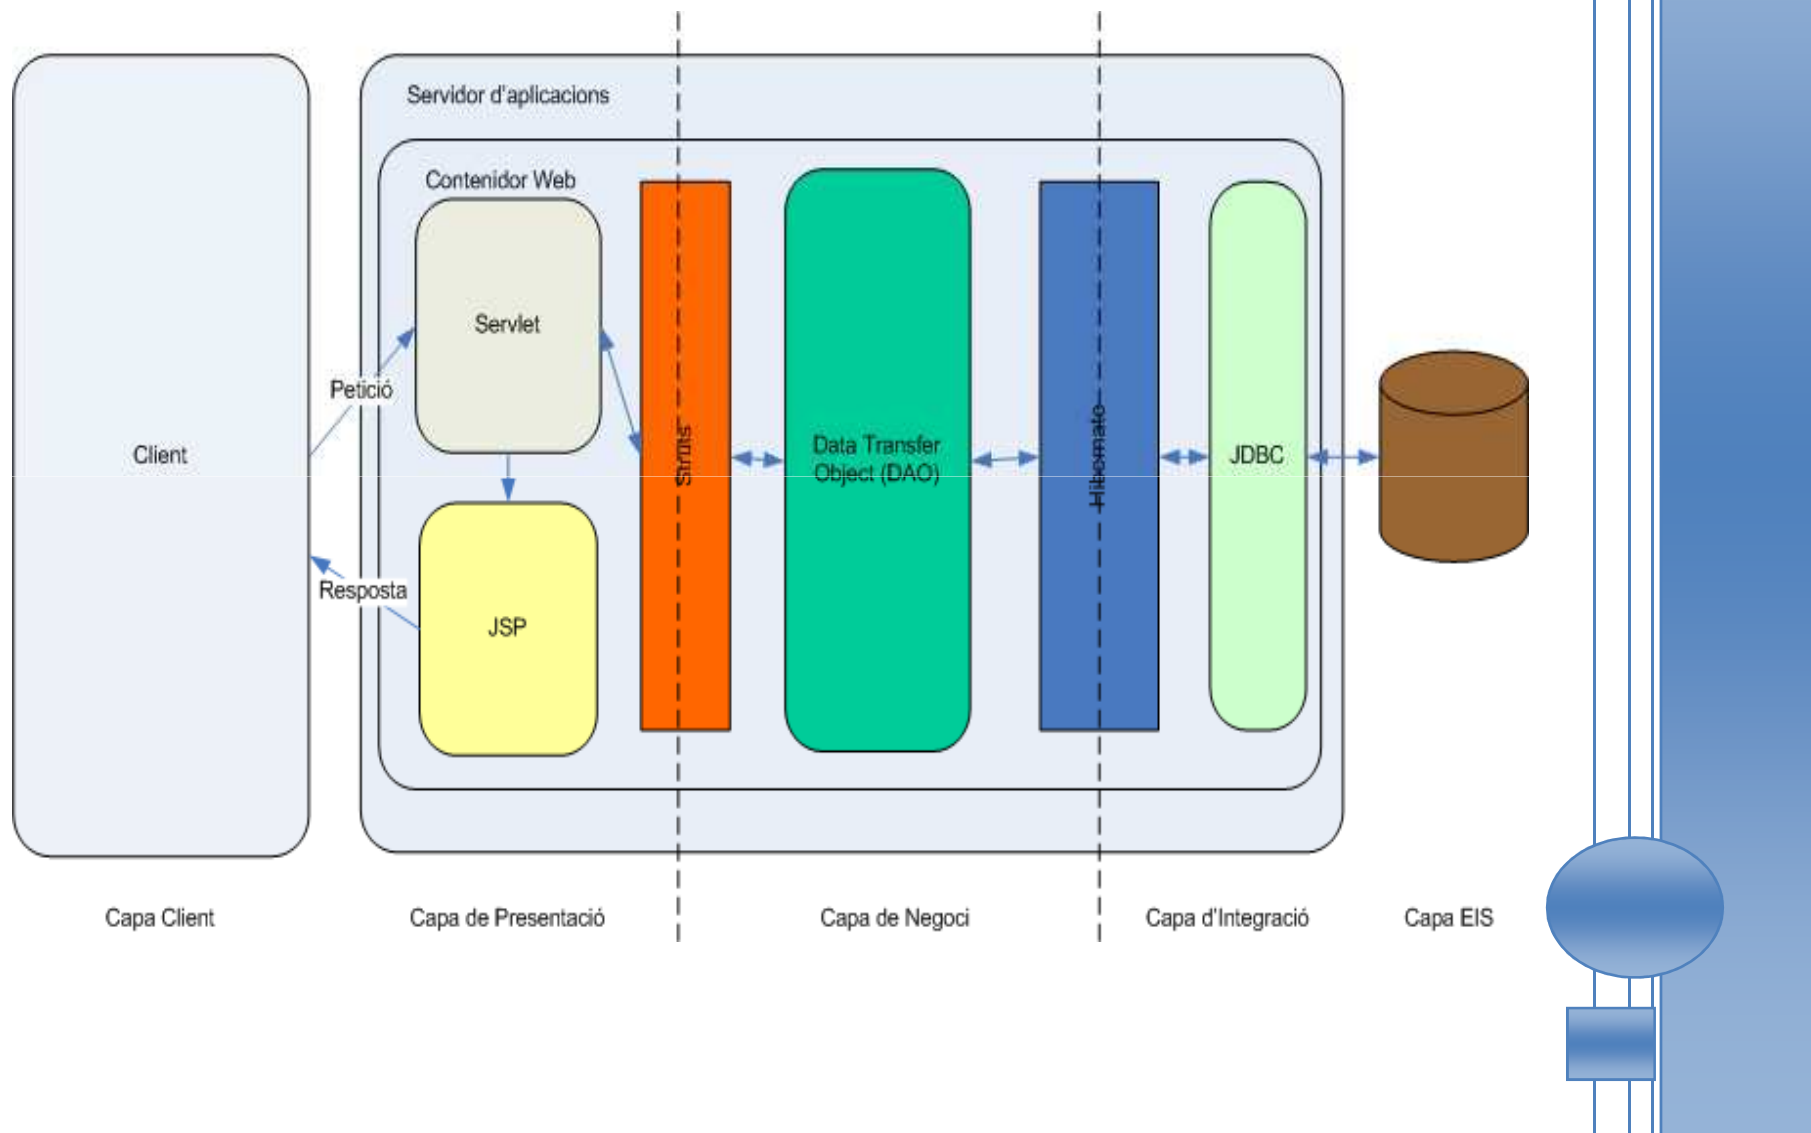 Servidor d'aplicacions
Contenidor Web
Servlet
Petició
Client
Struts
Data Transfer
Object (DAO)
Hibernate
JDBC
Resposta
JSP
Capa Client
Capa de Presentació
Capa de Negoci
Capa d'Integració
Capa EIS